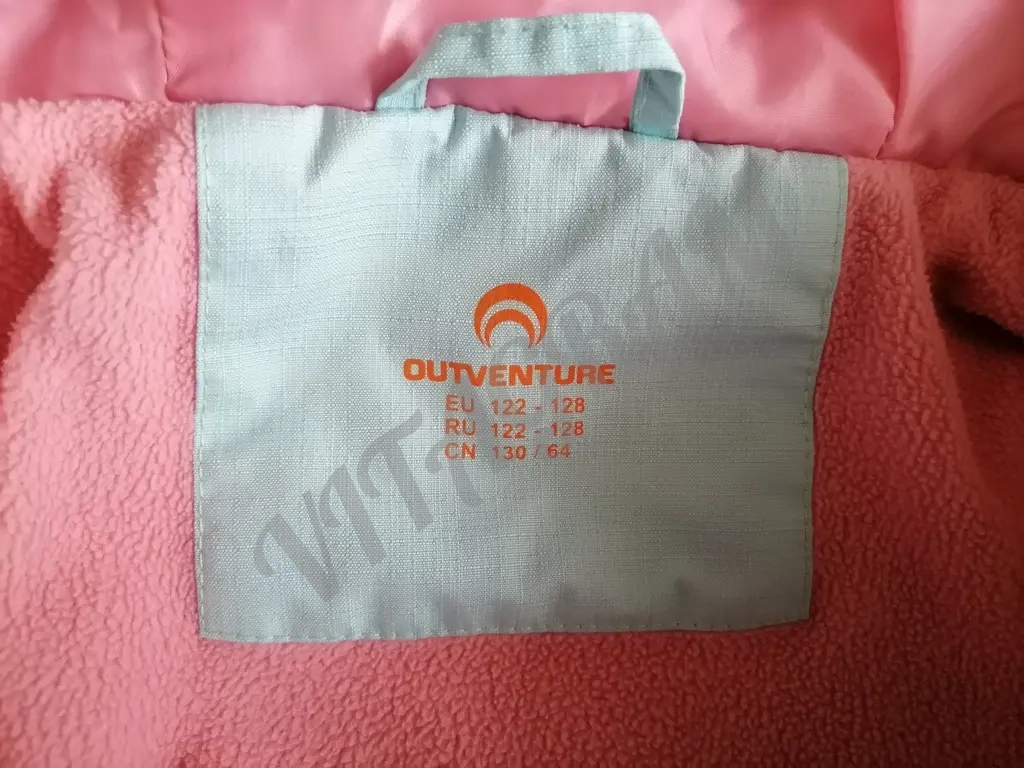 OUTVENTURE
EU 122 - 128
RU 122 - 128
CN 130 / 64